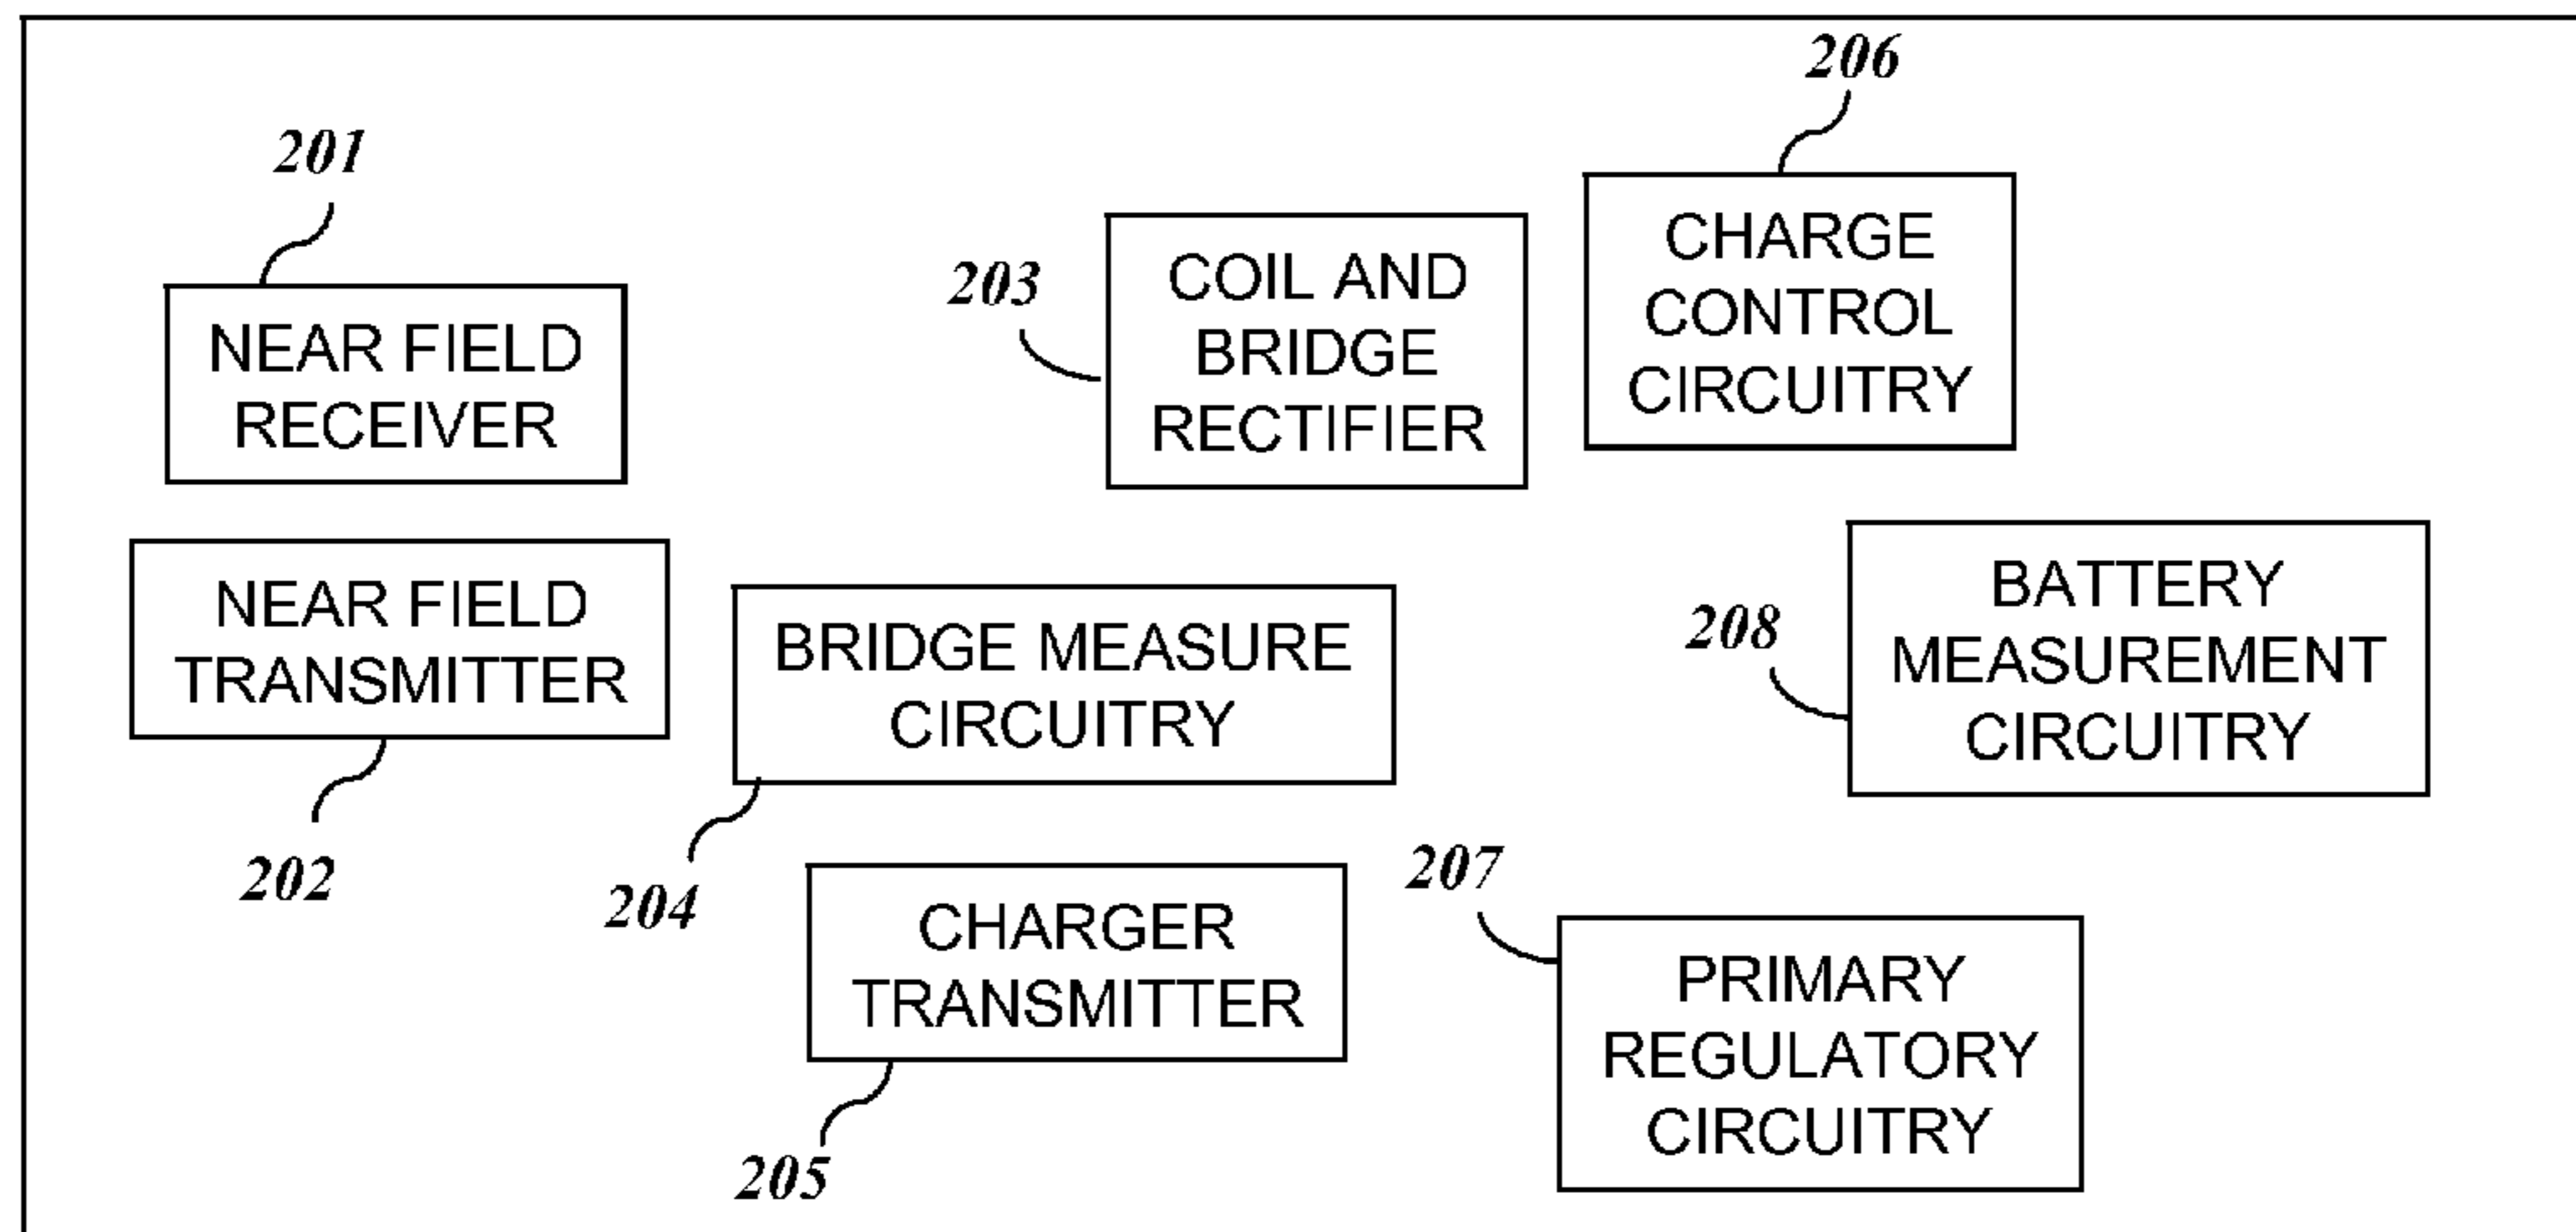 206
201
CHARGE
CONTROL
CIRCUITRY
203
COIL AND
BRIDGE
RECTIFIER
NEAR FIELD
RECEIVER
NEAR FIELD
TRANSMITTER
202
BRIDGE MEASURE
CIRCUITRY
204
208
BATTERY
MEASUREMENT
CIRCUITRY
CHARGER
TRANSMITTER
205
207
PRIMARY
REGULATORY
CIRCUITRY